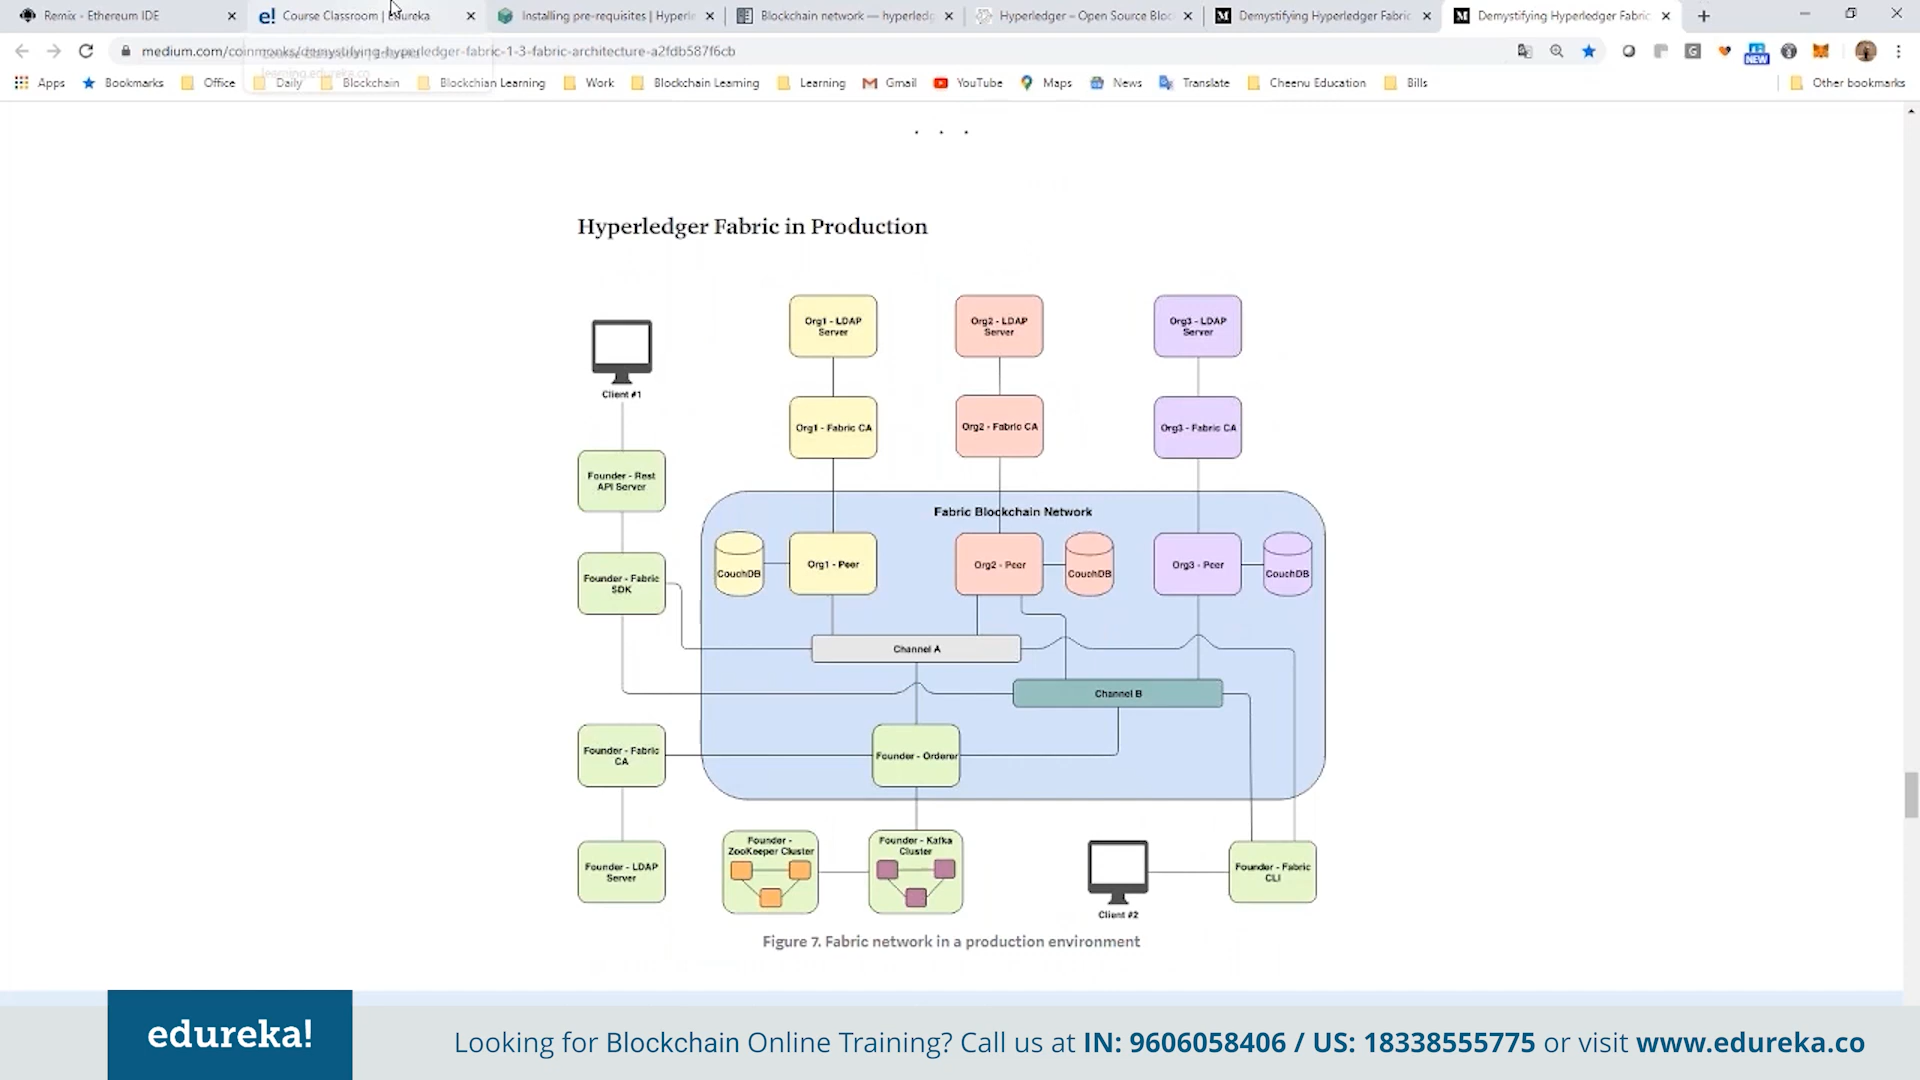 Remix - Ethereum IDE
Course Classroom | Edureka
Installing pre-requisites | Hyperle
Blockchain network — hyperledg
Hyperledger – Open Source Bloc
Demystifying Hyperledger Fabric
Demystifying Hyperledger Fabric
medium.com/coinmonks/demystifying-hyperledger-fabric-1-3-fabric-architecture-a2fdb587f6cb
learning.edureka.co
NEW
Apps
Bookmarks
Office
Daily
Blockchain
Blockchian Learning
Work
Blockchain Learning
Learning
Gmail
YouTube
Maps
News
Translate
Cheenu Education
Bills
Other bookmarks
. . .
Hyperledger Fabric in Production
Org1 - LDAP
Server
Org2 - LDAP
Server
Org3 - LDAP
Server
Client #1
Org1 - Fabric CA
Org2 - Fabric CA
Org3 - Fabric CA
Founder - Rest
API Server
Fabric Blockchain Network
CouchDB
Org1 - Peer
Org2 - Peer
CouchDB
Org3 - Peer
CouchDB
Founder - Fabric
SDK
Channel A
Channel B
Founder - Fabric
CA
Founder - Orderer
Founder -
ZooKeeper Cluster
Founder - Kafka
Cluster
Founder - LDAP
Server
Founder - Fabric
CLI
Client #2
Figure 7. Fabric network in a production environment
edureka!
Looking for Blockchain Online Training? Call us at IN: 9606058406 / US: 18338555775 or visit www.edureka.co